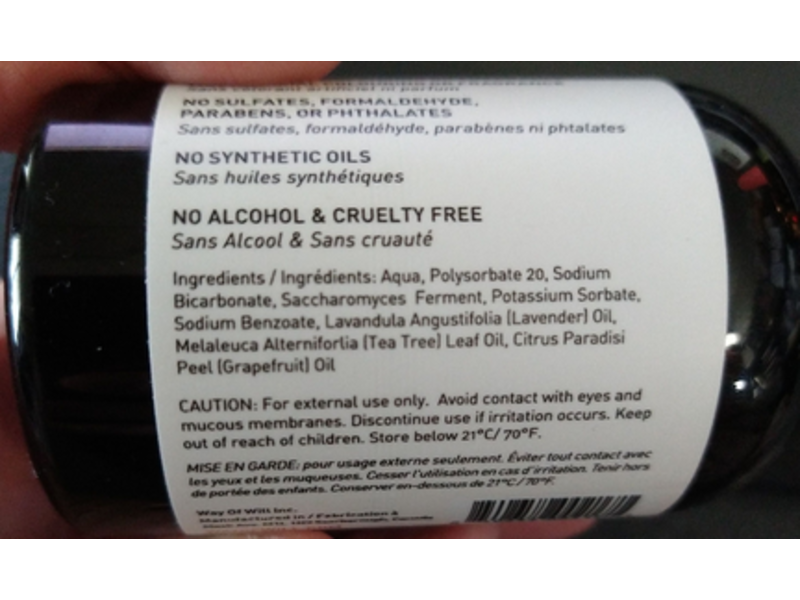 Sans colorant artificiel ni parfum
NO SULFATES, FORMALDEHYDE,
PARABENS, OR PHTHALATES
Sans sulfates, formaldéhyde, parabènes ni phtalates
NO SYNTHETIC OILS
Sans huiles synthétiques
NO ALCOHOL & CRUELTY FREE
Sans Alcool & Sans cruauté
Ingredients / Ingrédients: Aqua, Polysorbate 20, Sodium
Bicarbonate, Saccharomyces Ferment, Potassium Sorbate,
Sodium Benzoate, Lavandula Angustifolia (Lavender) Oil,
Melaleuca Alterniforlia (Tea Tree) Leaf Oil, Citrus Paradisi
Peel (Grapefruit) Oil
CAUTION: For external use only. Avoid contact with eyes and
mucous membranes. Discontinue use if irritation occurs. Keep
out of reach of children. Store below 21°C/ 70°F.
MISE EN GARDE: pour usage externe seulement. Éviter tout contact avec
les yeux et les muqueuses. Cesser l'utilisation en cas d'irritation. Tenir hors
de portée des enfants. Conserver en-dessous de 21°C/70°F.
Way Of Will Inc.
Manufactured in / Fabrication à